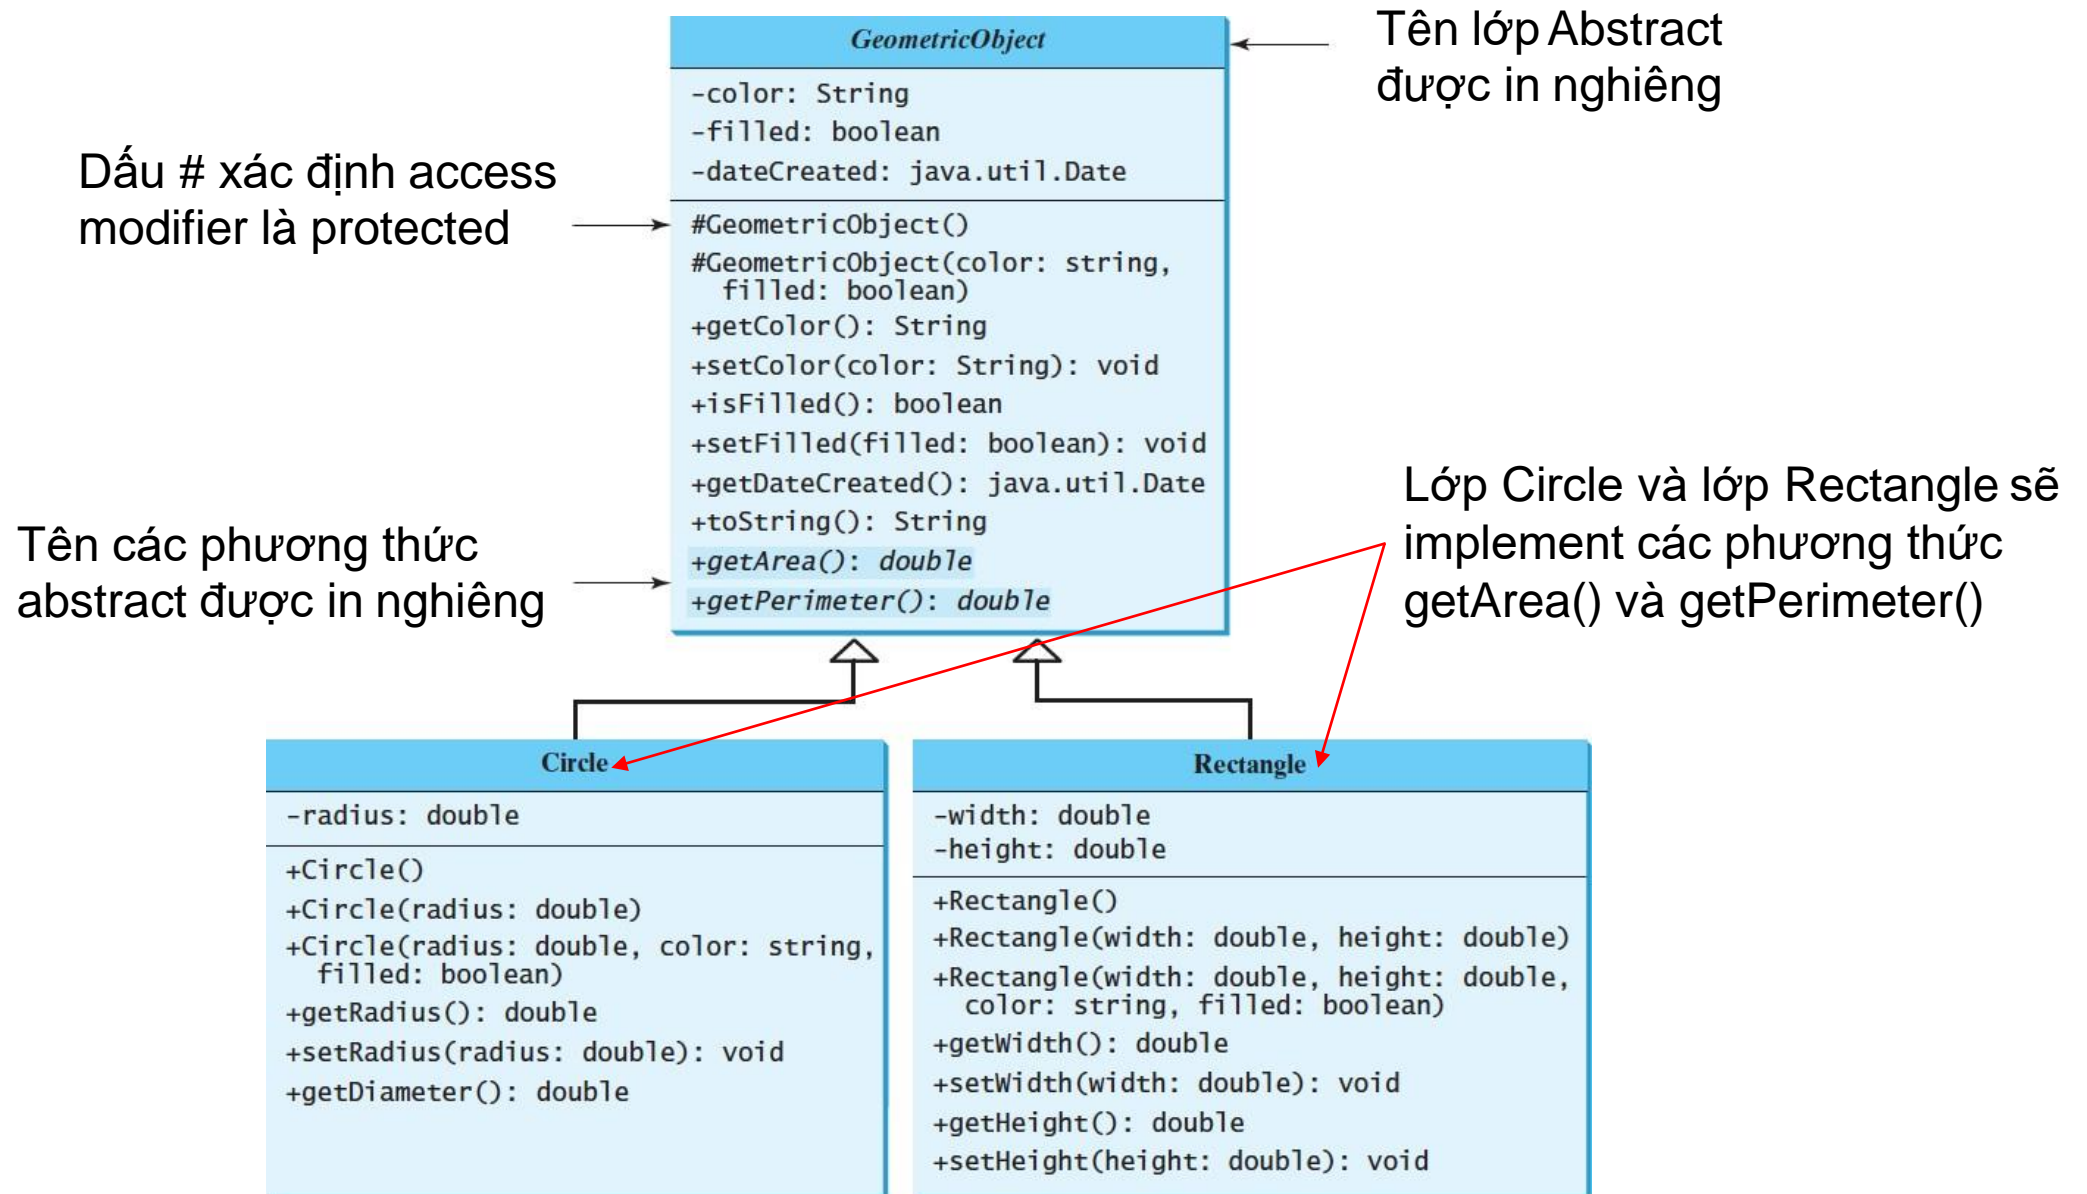 GeometricObject
-color: String
-filled: boolean
-dateCreated: java.util.Date
#GeometricObject()
#GeometricObject(color: string,
filled: boolean)
+getColor(): String
+setColor(color: String): void
+isFilled(): boolean
+setFilled(filled: boolean): void
+getDateCreated(): java.util.Date
+toString(): String
+getArea(): double
+getPerimeter(): double
Tên lớp Abstract
được in nghiêng
Dấu # xác định access
modifier là protected
Tên các phương thức
abstract được in nghiêng
Lớp Circle và lớp Rectangle sẽ
implement các phương thức
getArea() và getPerimeter()
Circle
-radius: double
+Circle()
+Circle(radius: double)
+Circle(radius: double, color: string,
filled: boolean)
+getRadius(): double
+setRadius(radius: double): void
+getDiameter(): double
Rectangle
-width: double
-height: double
+Rectangle()
+Rectangle(width: double, height: double)
+Rectangle(width: double, height: double,
color: string, filled: boolean)
+getWidth(): double
+setWidth(width: double): void
+getHeight(): double
+setHeight(height: double): void